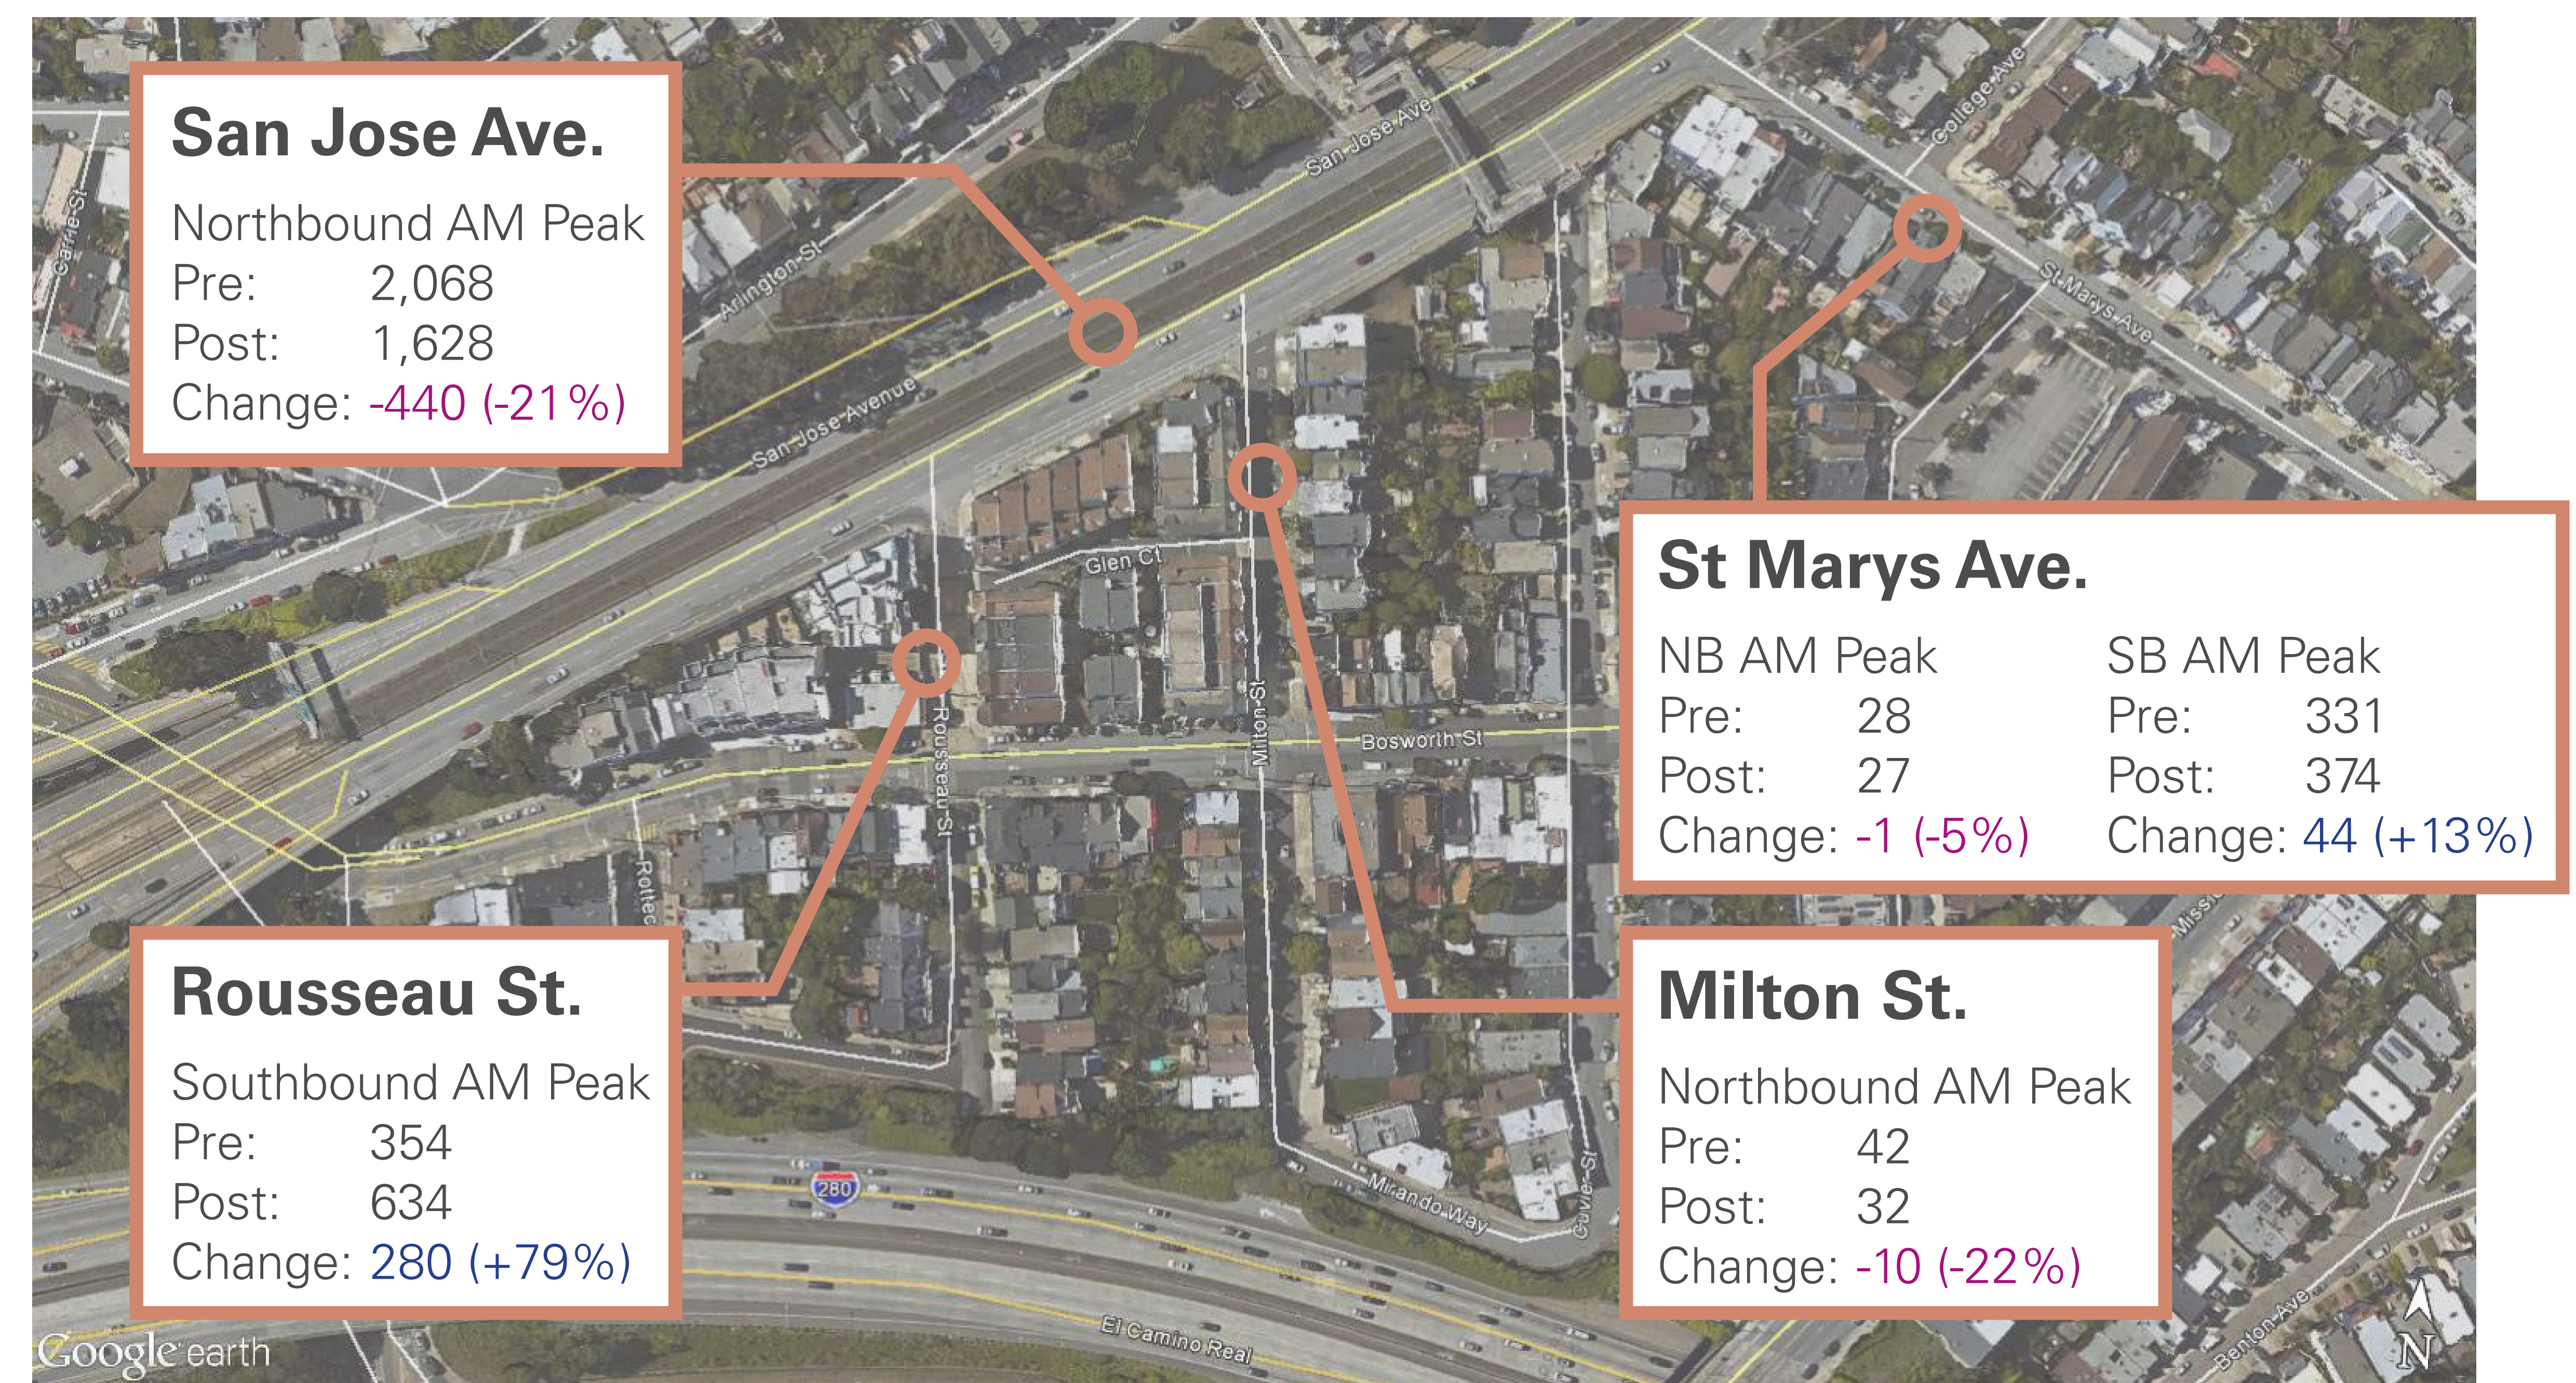 San Jose Ave.
Northbound AM Peak
Pre: 2,068
Post: 1,628
Change: -440 (-21%)
St Marys Ave.
NB AM Peak
Pre: 28
Post: 27
Change: -1 (-5%)
SB AM Peak
Pre: 331
Post: 374
Change: 44 (+13%)
Rousseau St.
Southbound AM Peak
Pre: 354
Post: 634
Change: 280 (+79%)
Milton St.
Northbound AM Peak
Pre: 42
Post: 32
Change: -10 (-22%)
Carrie St
Arlington St
San Jose Ave
College Ave
St Marys Ave
San Jose Avenue
Glen Ct
Rousseau St
Milton St
Bosworth St
Rottec
Missi
280
Mirando Way
Cuvier St
El Camino Real
Benton Ave
Google earth
N